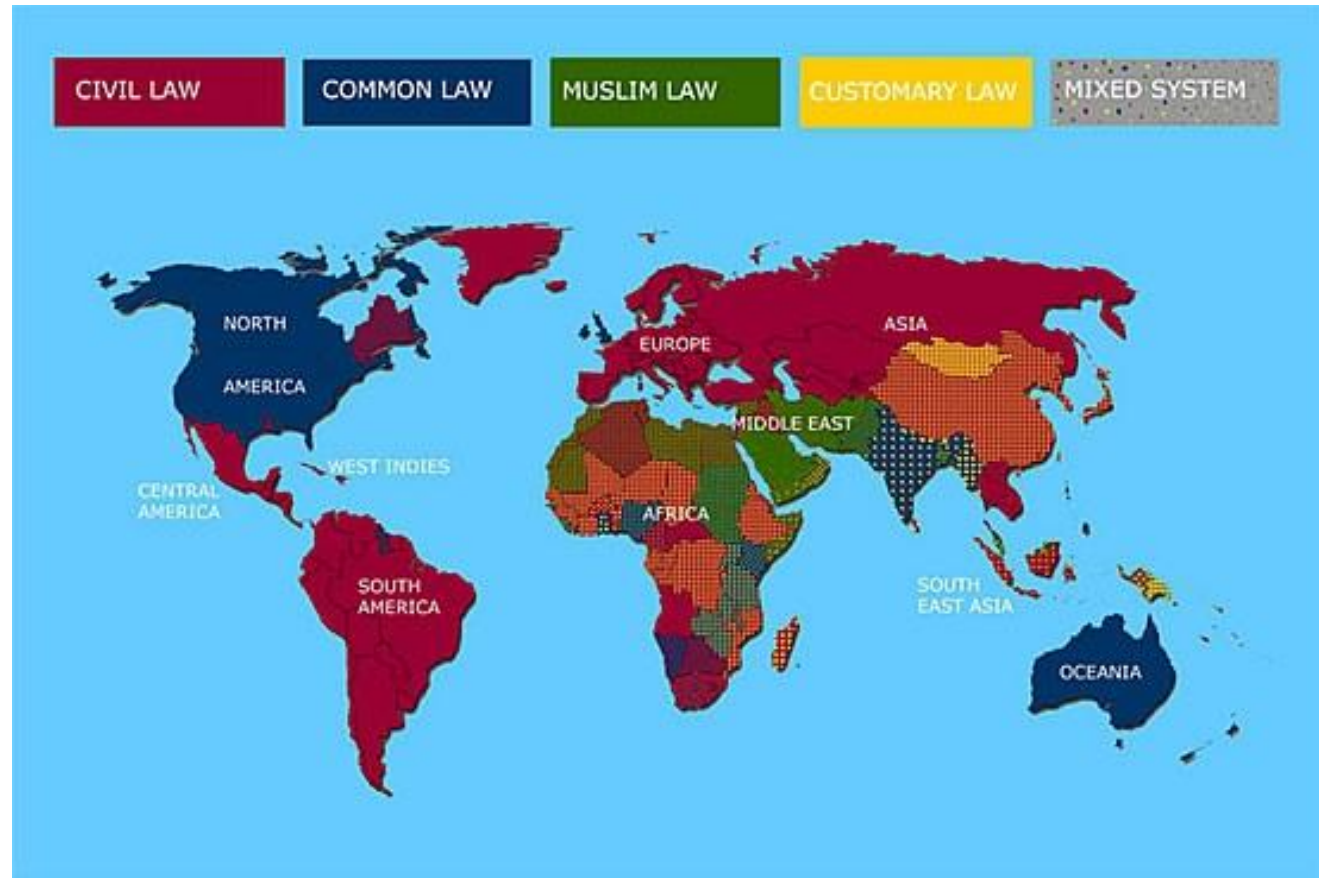 CIVIL LAW
COMMON LAW
MUSLIM LAW
CUSTOMARY LAW
MIXED SYSTEM
NORTH
AMERICA
ASIA
EUROPE
MIDDLE EAST
WEST INDIES
CENTRAL
AMERICA
AFRICA
SOUTH
AMERICA
SOUTH
EAST ASIA
OCEANIA